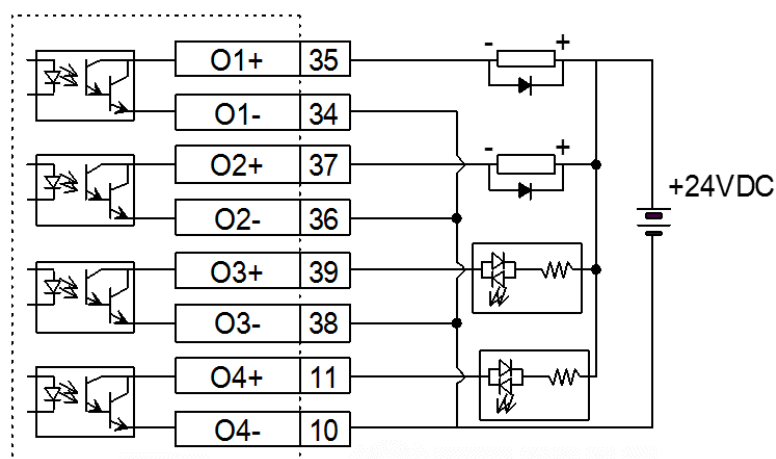 O1+ 35 - +
O1- 34
O2+ 37 - +
+24VDC
O2- 36
O3+ 39
O3- 38
O4+ 11
O4- 10